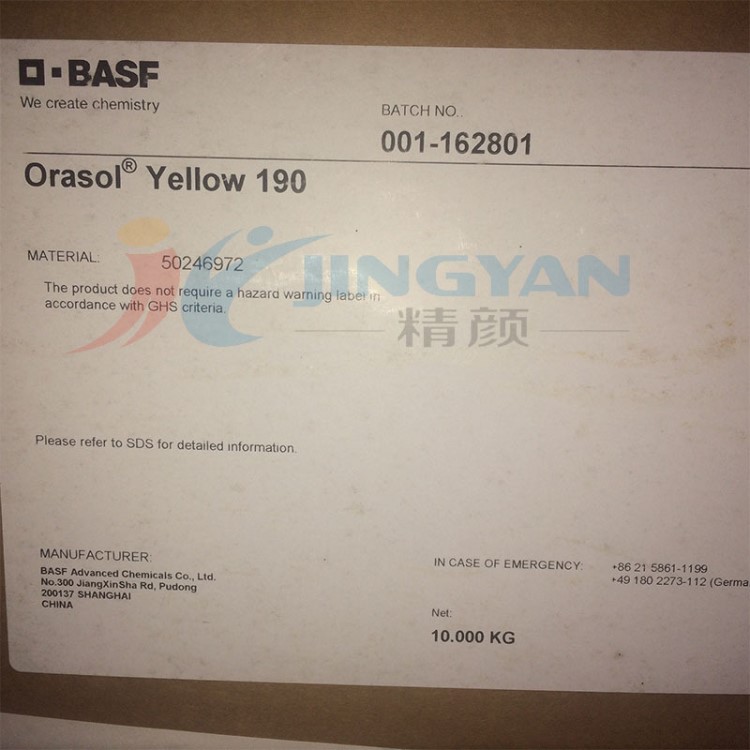 BASF
We create chemistry
BATCH NO..
001-162801
Orasol® Yellow 190
MATERIAL: 50246972
The product does not require a hazard warning label in
accordance with GHS criteria.
JINGYAN
精颜
Please refer to SDS for detailed information.
MANUFACTURER:
BASF Advanced Chemicals Co., Ltd.
No.300 JiangXinSha Rd, Pudong
200137 SHANGHAI
CHINA
IN CASE OF EMERGENCY: +86 21 5861-1199
+49 180 2273-112 (Germa
Net:
10.000 KG